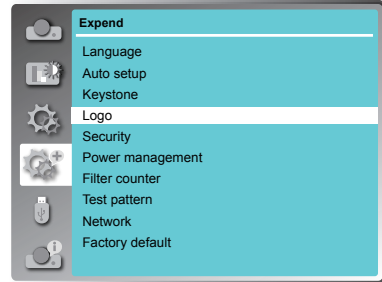 Expend
Language
Auto setup
Keystone
Logo
Security
Power management
Filter counter
Test pattern
Network
Factory default